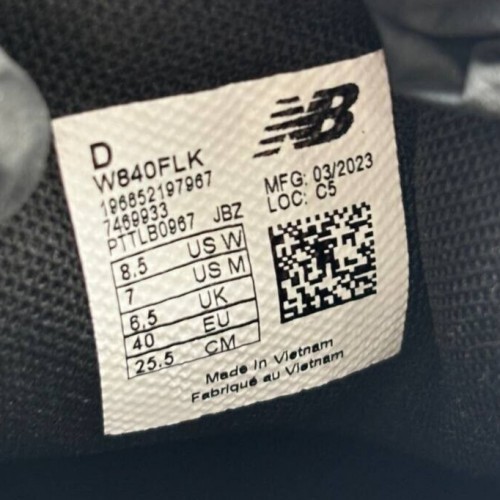 D
W840FLK
196652197967
7469933
PTTLB0967 JBZ
NB
MFG: 03/2023
LOC: C5
8.5 US W
7 US M
6.5 UK
40 EU
25.5 CM
Made In Vietnam
Fabriqué au Vietnam